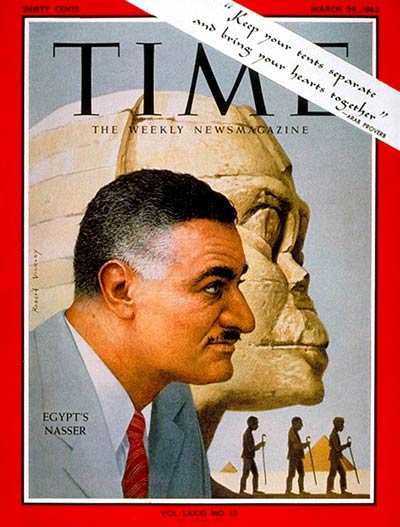 THIRTY CENTS
MARCH 29, 1963
"Keep your tents separate
and bring your hearts together"
—ARAB PROVERB
TIME
THE WEEKLY NEWSMAGAZINE
Robert Vickrey
EGYPT'S
NASSER
VOL. LXXXI NO. 13